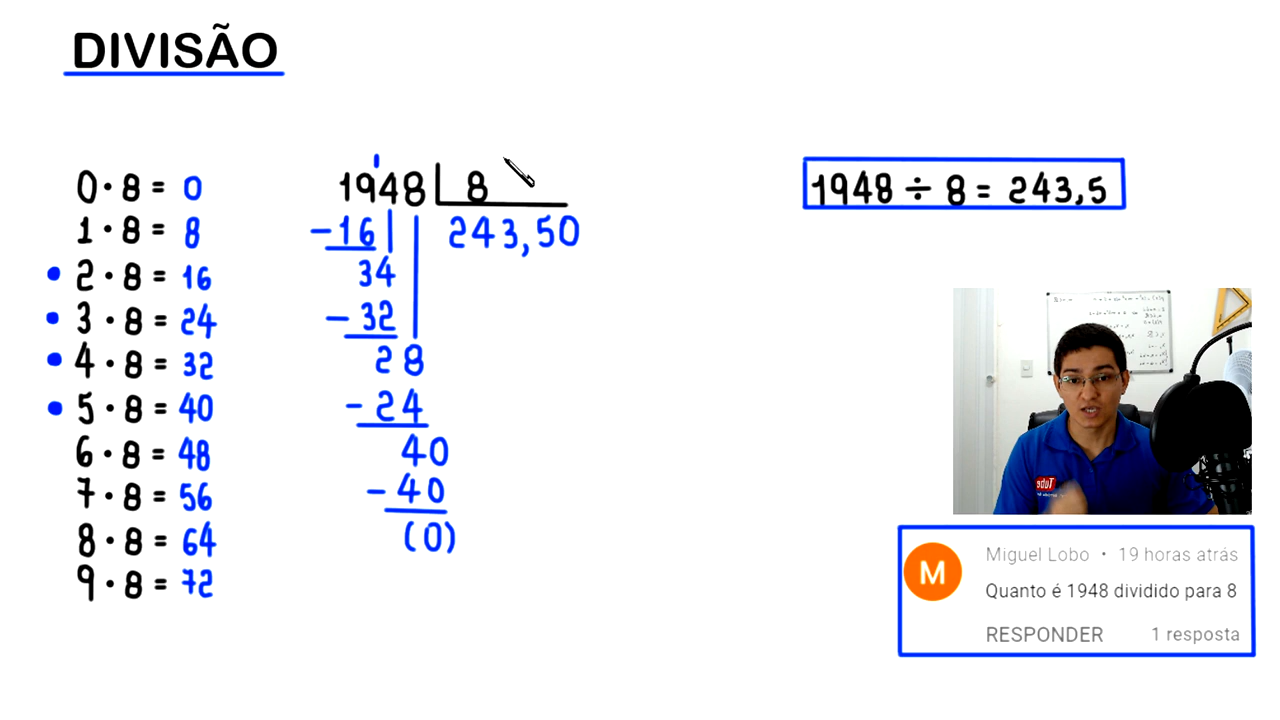 DIVISÃO
0 · 8 = 0
1 · 8 = 8
2 · 8 = 16
3 · 8 = 24
4 · 8 = 32
5 · 8 = 40
6 · 8 = 48
7 · 8 = 56
8 · 8 = 64
9 · 8 = 72
1948 8
-16 243,50
34
- 32
28
- 24
40
- 40
(0)
1948 ÷ 8 = 243,5
Tube
M
Miguel Lobo • 19 horas atrás
Quanto é 1948 dividido para 8
RESPONDER 1 resposta